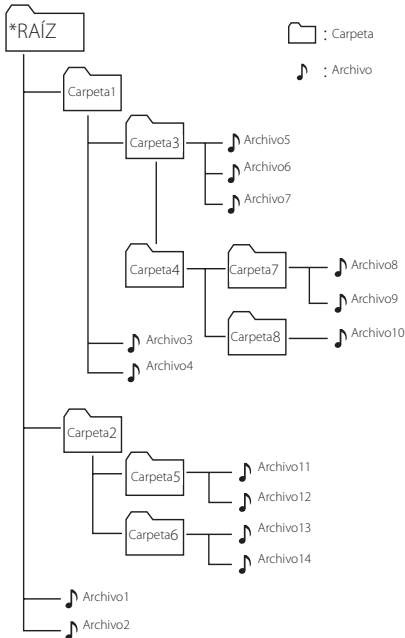 *RAÍZ
: Carpeta
: Archivo
Carpeta1
Carpeta3
Archivo5
Archivo6
Archivo7
Carpeta4
Carpeta7
Archivo8
Archivo9
Carpeta8
Archivo10
Archivo3
Archivo4
Carpeta2
Carpeta5
Archivo11
Archivo12
Carpeta6
Archivo13
Archivo14
Archivo1
Archivo2